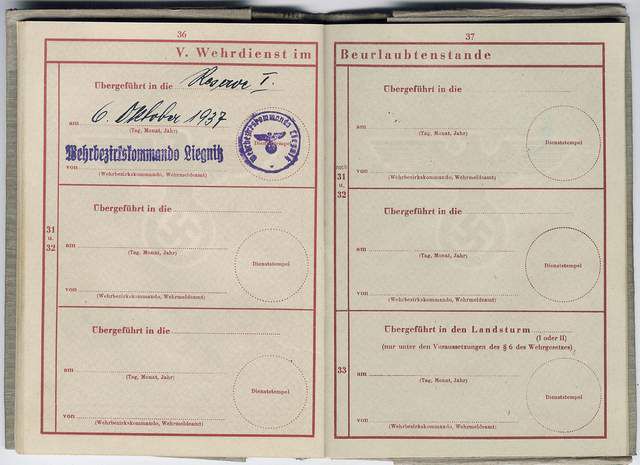 36
V. Wehrdienst im
Übergeführt in die Reserve I.
am 6. Oktober 1937
(Tag, Monat, Jahr)
Wehrbezirkskommando Liegnitz
von
(Wehrbezirkskommando, Wehrmeldeamt)
Wehrbezirkskommando Liegnitz
Dienststempel
31
u.
32
Übergeführt in die
am
(Tag, Monat, Jahr)
Dienststempel
von
(Wehrbezirkskommando, Wehrmeldeamt)
Übergeführt in die
am
(Tag, Monat, Jahr)
Dienststempel
von
(Wehrbezirkskommando, Wehrmeldeamt)
37
Beurlaubtenstande
Übergeführt in die
am
(Tag, Monat, Jahr)
Dienststempel
von
(Wehrbezirkskommando, Wehrmeldeamt)
noch
31
u.
32
Übergeführt in die
am
(Tag, Monat, Jahr)
Dienststempel
von
(Wehrbezirkskommando, Wehrmeldeamt)
33
Übergeführt in den Landsturm
(I oder II)
(nur unter den Voraussetzungen des § 6 des Wehrgesetzes)
am
(Tag, Monat, Jahr)
Dienststempel
von
(Wehrbezirkskommando, Wehrmeldeamt)